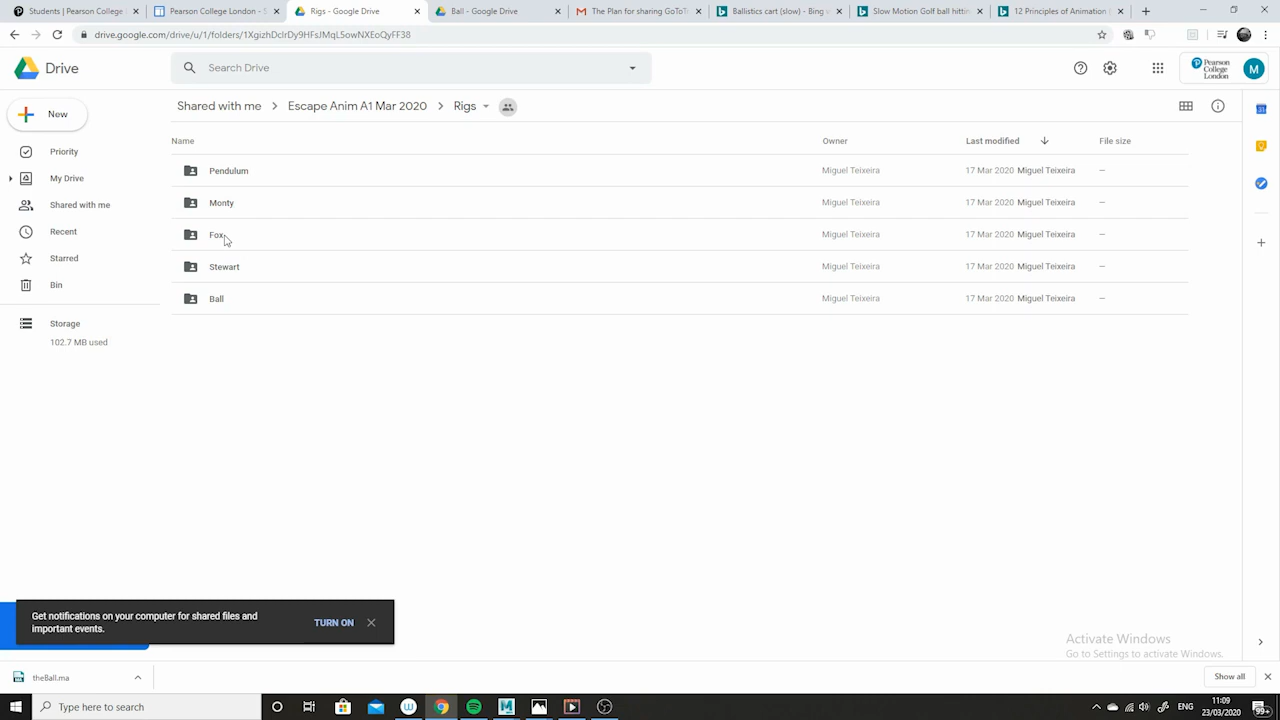 Students | Pearson College
Pearson College London - S
Rigs - Google Drive
Ball - Google Drive
The Plan for sharing GoTo
Ballistics cart (slow) - Bing v
Slow Motion Golf ball hittin
12 Principles of Animation
drive.google.com/drive/u/1/folders/1XgizhDclrDy9HFsJMqL5owNXEoQyFF38
Drive
Search Drive
Pearson College London
M
New
Shared with me
Escape Anim A1 Mar 2020
Rigs
Name
Owner
Last modified
File size
Priority
My Drive
Shared with me
Recent
Starred
Bin
Storage
102.7 MB used
Pendulum Miguel Teixeira 17 Mar 2020 Miguel Teixeira –
Monty Miguel Teixeira 17 Mar 2020 Miguel Teixeira –
Fox Miguel Teixeira 17 Mar 2020 Miguel Teixeira –
Stewart Miguel Teixeira 17 Mar 2020 Miguel Teixeira –
Ball Miguel Teixeira 17 Mar 2020 Miguel Teixeira –
Get notifications on your computer for shared files and
important events.
TURN ON
Activate Windows
Go to Settings to activate Windows.
theBall.ma
Show all
Type here to search
ENG
11:09
23/03/2020
99+